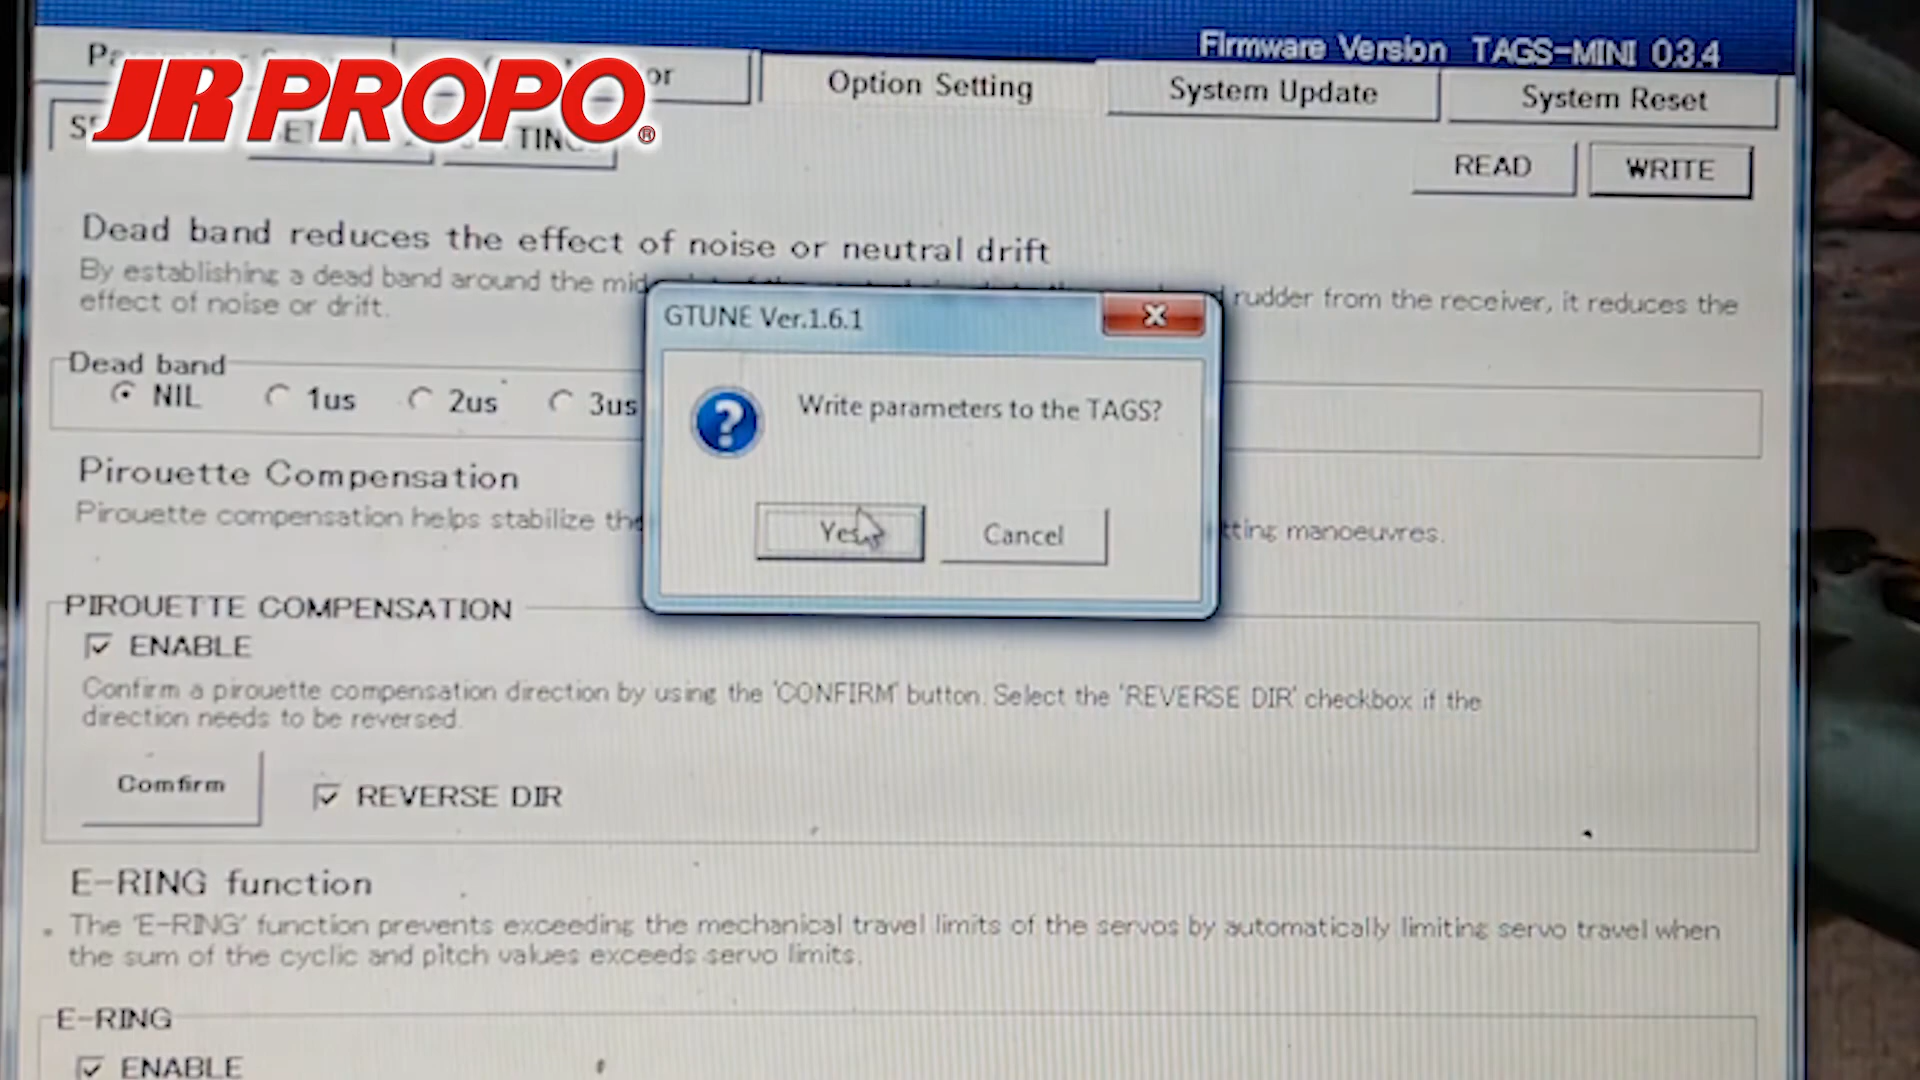 Firmware Version TAGS-MINI 0.3.4
JR PROPO®
Option Setting
System Update
System Reset
READ
WRITE
Dead band reduces the effect of noise or neutral drift
By establishing a dead band around the
rudder from the receiver, it reduces the
effect of noise or drift.
Dead band
NIL 1us 2us 3us
GTUNE Ver.1.6.1
Write parameters to the TAGS?
Yes
Cancel
Pirouette Compensation
Pirouette compensation helps stabilize the
manoeuvres.
PIROUETTE COMPENSATION
ENABLE
Confirm a pirouette compensation direction by using the 'CONFIRM' button. Select the 'REVERSE DIR' checkbox if the
direction needs to be reversed.
Comfirm
REVERSE DIR
E-RING function
The 'E-RING' function prevents exceeding the mechanical travel limits of the servos by automatically limiting servo travel when
the sum of the cyclic and pitch values exceeds servo limits.
E-RING
ENABLE